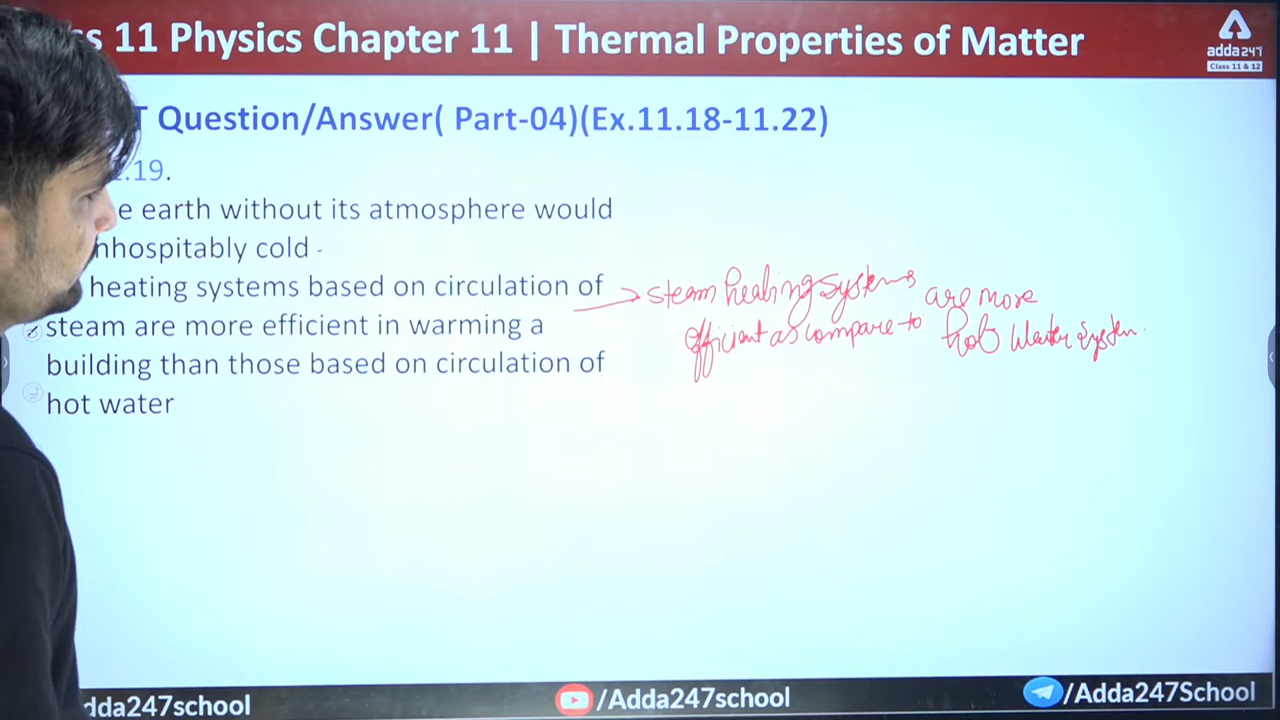 ss 11 Physics Chapter 11 | Thermal Properties of Matter
adda247
Class 11 & 12
T Question/Answer( Part-04)(Ex.11.18-11.22)
.19.
e earth without its atmosphere would
nhospitably cold -
heating systems based on circulation of
steam are more efficient in warming a
building than those based on circulation of
hot water
steam heating systems are more
efficient as compare to hot water system.
dda247school
/Adda247school
/Adda247School